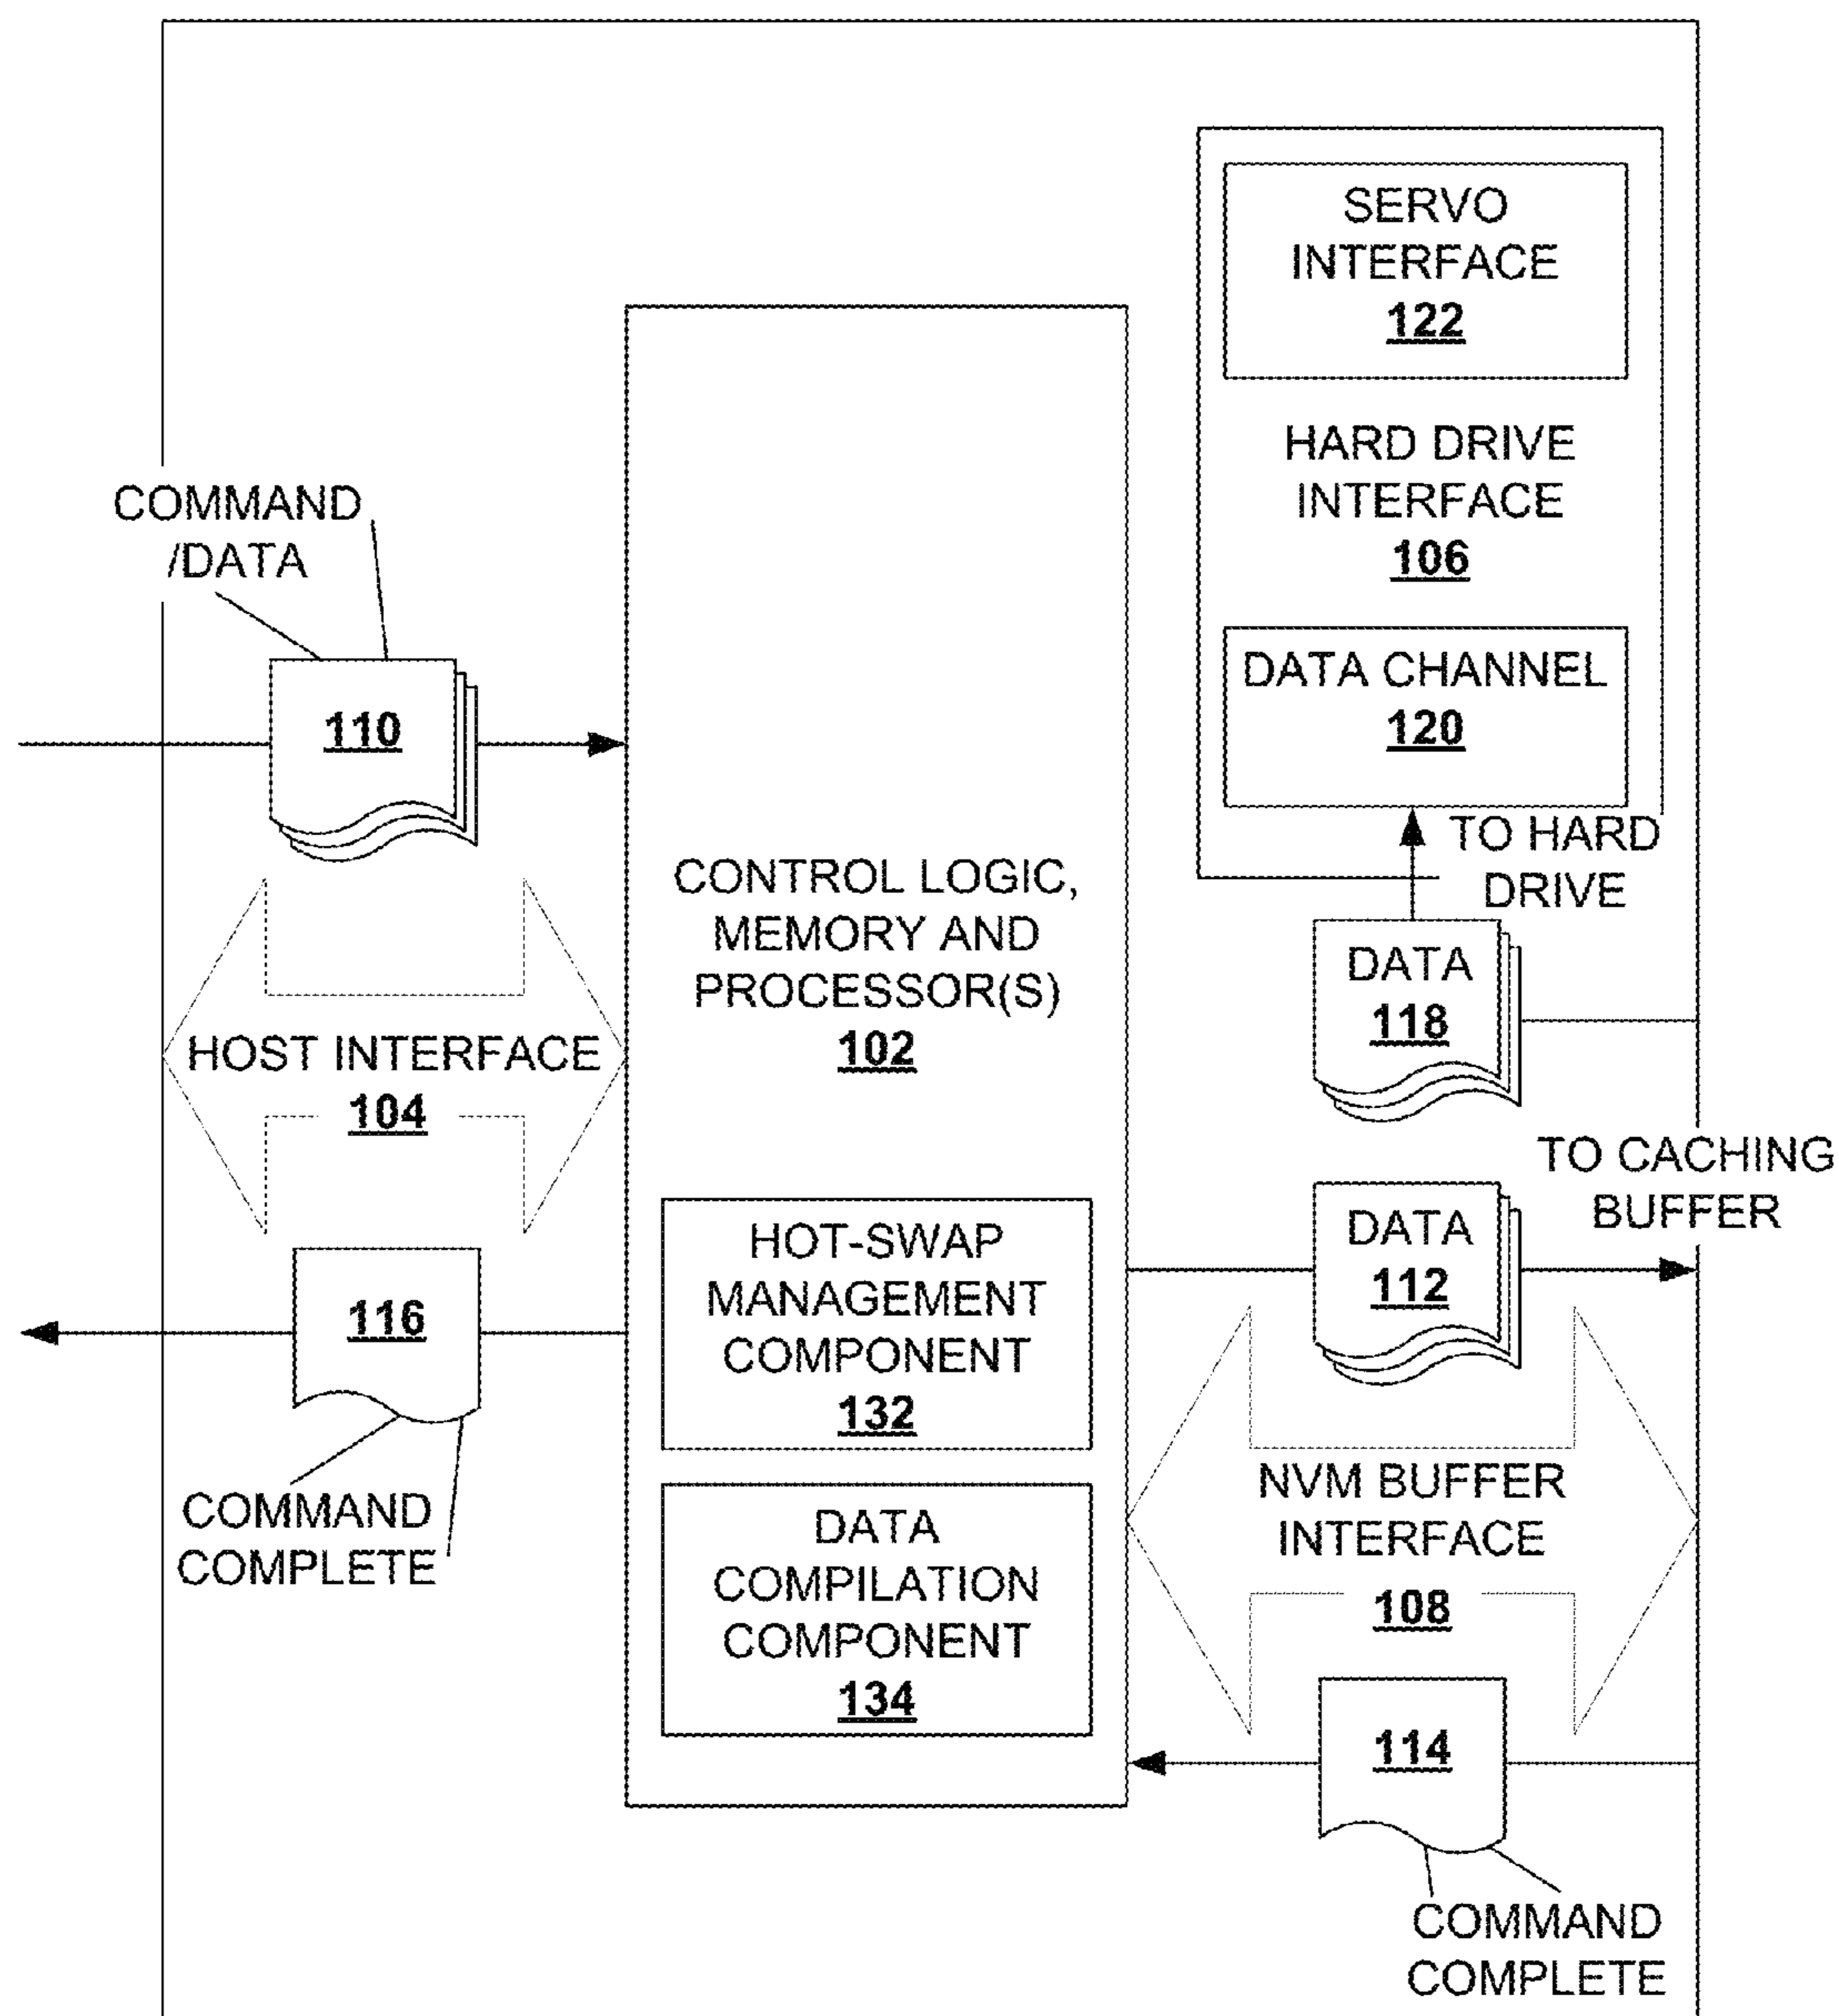 SERVO
INTERFACE
122
HARD DRIVE
INTERFACE
106
DATA CHANNEL
120
TO HARD
DRIVE
COMMAND
/DATA
110
CONTROL LOGIC,
MEMORY AND
PROCESSOR(S)
102
DATA
118
HOST INTERFACE
104
TO CACHING
BUFFER
DATA
112
HOT-SWAP
MANAGEMENT
COMPONENT
132
116
COMMAND
COMPLETE
NVM BUFFER
INTERFACE
108
DATA
COMPILATION
COMPONENT
134
114
COMMAND
COMPLETE